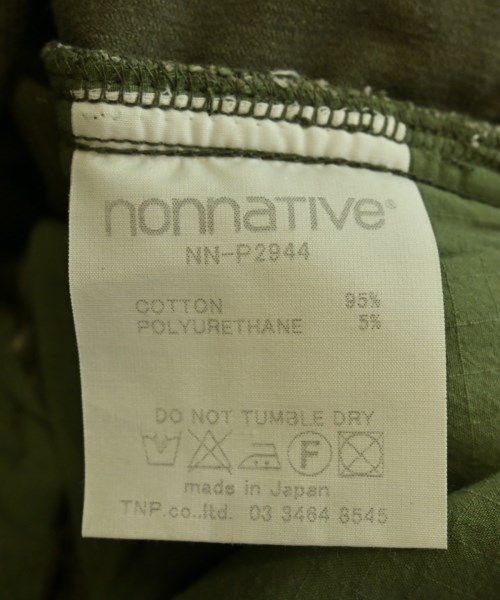 nonnative®
NN-P2944
COTTON 95%
POLYURETHANE 5%
DO NOT TUMBLE DRY
F
made in Japan
TNP.co.,ltd. 03 3464 8545